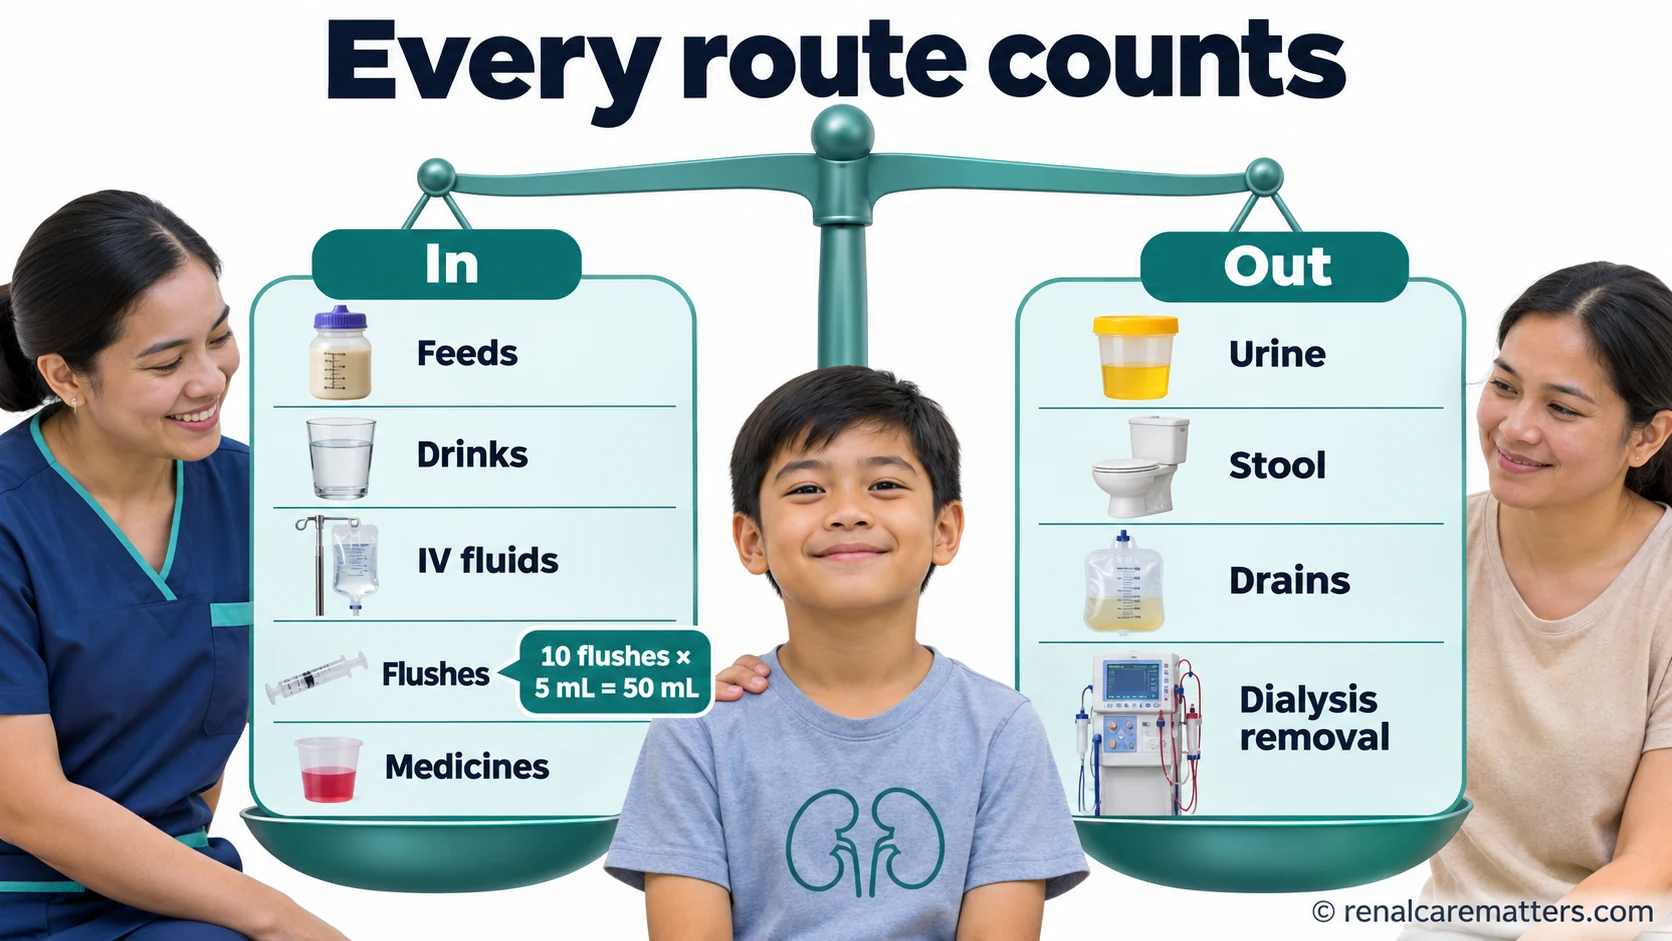 Every route counts
In
Feeds
Drinks
IV fluids
Flushes
10 flushes ×
5 mL = 50 mL
Medicines
Out
Urine
Stool
Drains
Dialysis
removal
© renalcarematters.com